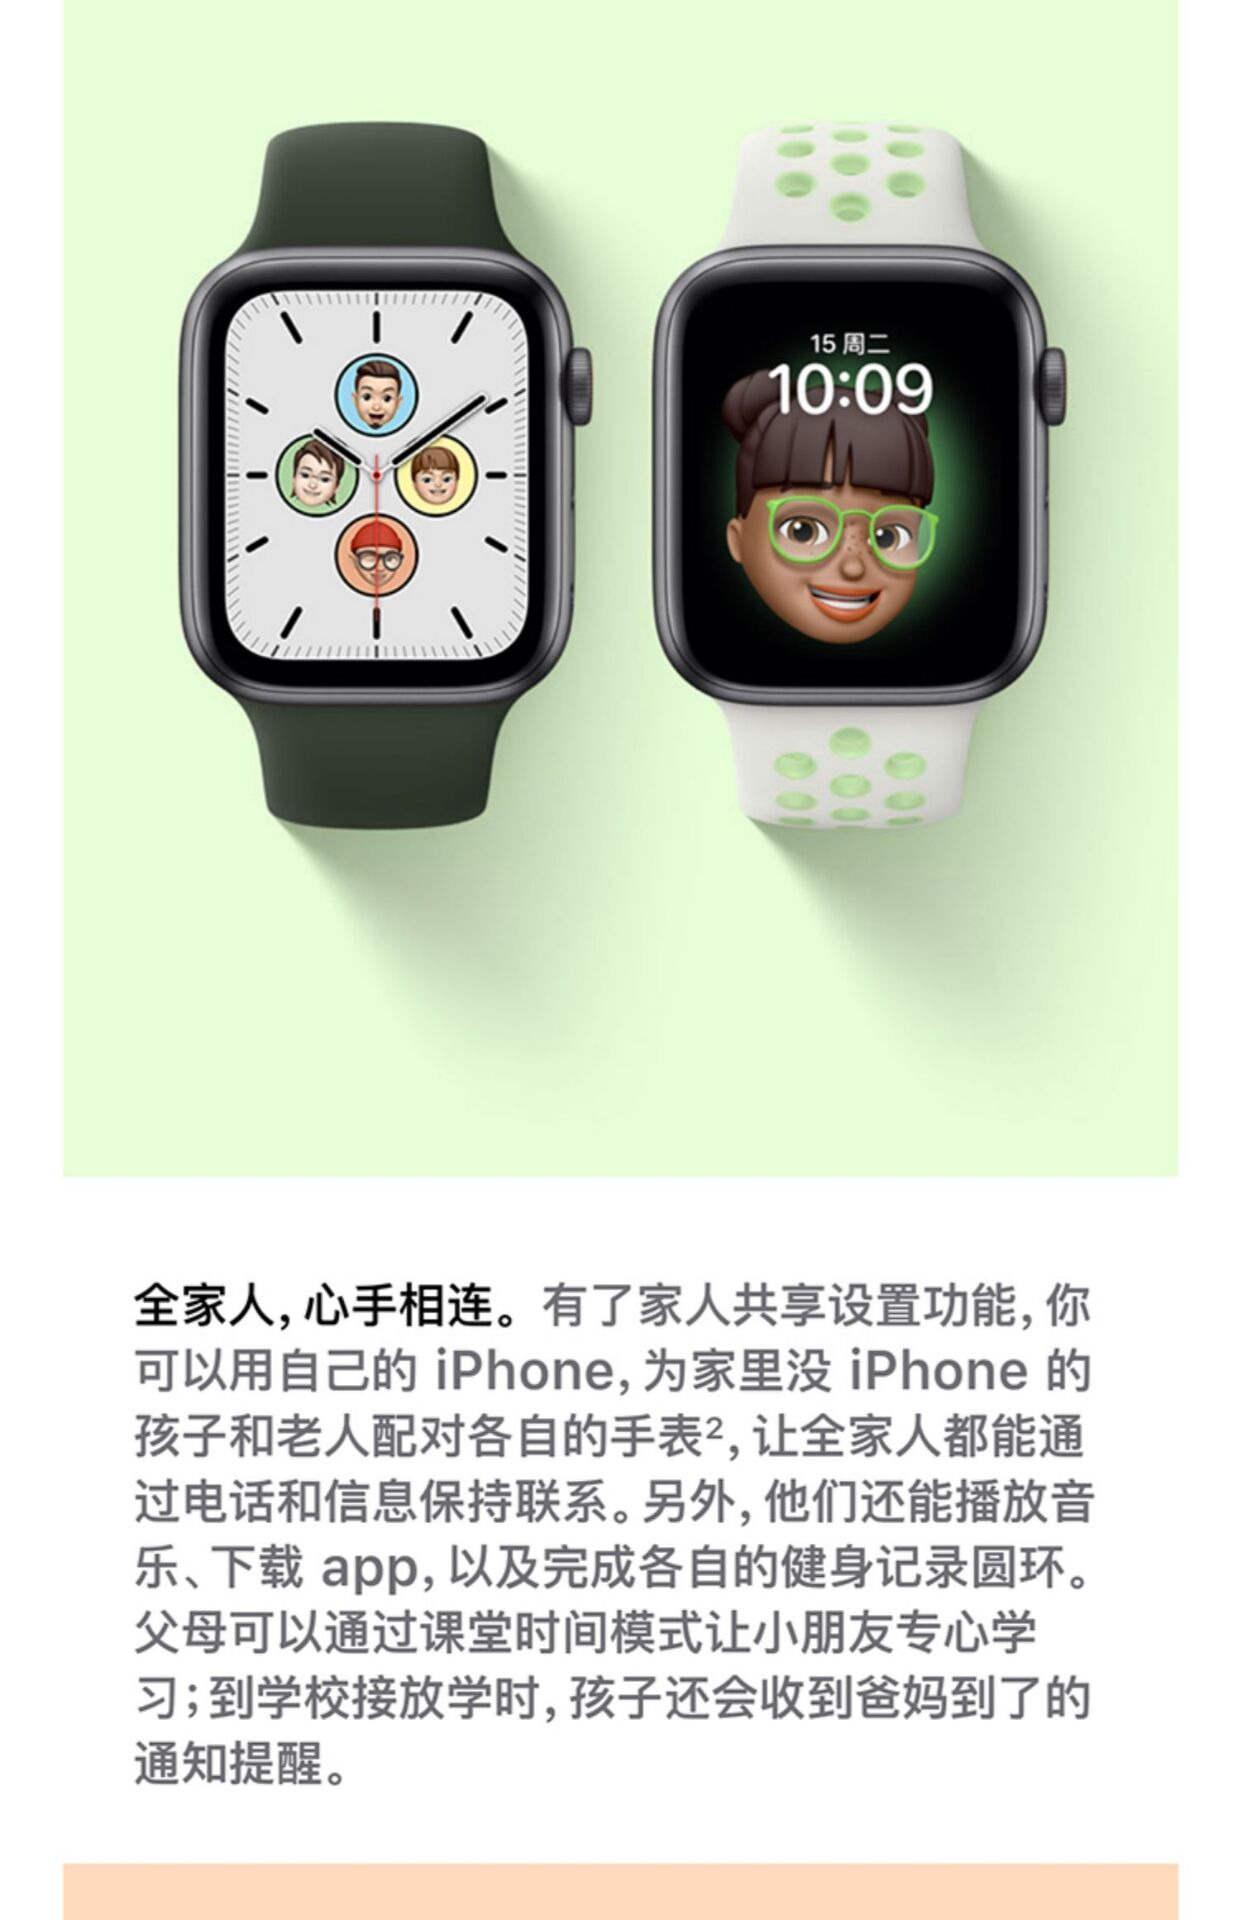 15 周二
10:09
全家人，心手相连。有了家人共享设置功能，你
可以用自己的 iPhone，为家里没 iPhone 的
孩子和老人配对各自的手表²，让全家人都能通
过电话和信息保持联系。另外，他们还能播放音
乐、下载 app，以及完成各自的健身记录圆环。
父母可以通过课堂时间模式让小朋友专心学
习；到学校接放学时，孩子还会收到爸妈到了的
通知提醒。